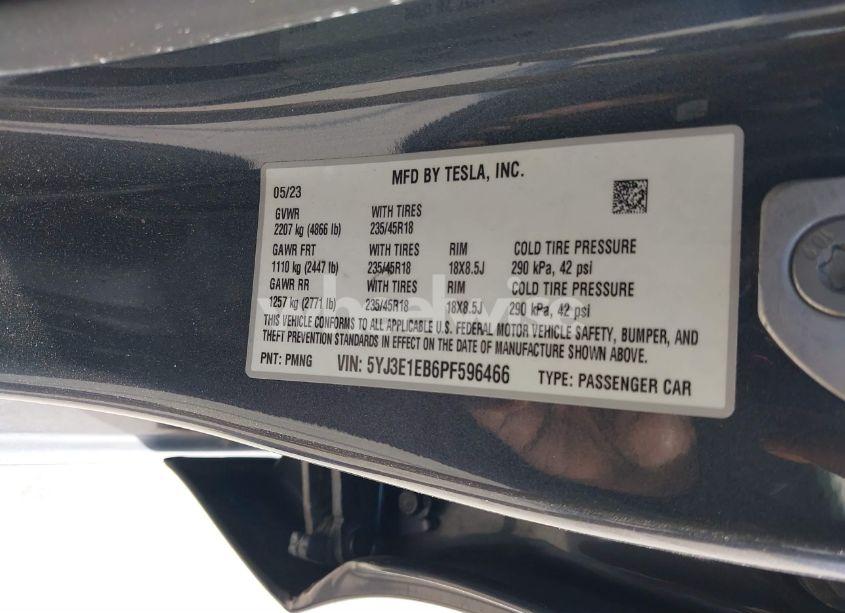 MFD BY TESLA, INC.
05/23
GVWR WITH TIRES
2207 kg (4866 lb) 235/45R18
GAWR FRT WITH TIRES RIM COLD TIRE PRESSURE
1110 kg (2447 lb) 235/45R18 18X8.5J 290 kPa, 42 psi
GAWR RR WITH TIRES RIM COLD TIRE PRESSURE
1257 kg (2771 lb) 235/45R18 18X8.5J 290 kPa, 42 psi
THIS VEHICLE CONFORMS TO ALL APPLICABLE U.S. FEDERAL MOTOR VEHICLE SAFETY, BUMPER, AND
THEFT PREVENTION STANDARDS IN EFFECT ON THE DATE OF MANUFACTURE SHOWN ABOVE.
PNT: PMNG VIN: 5YJ3E1EB6PF596466 TYPE: PASSENGER CAR